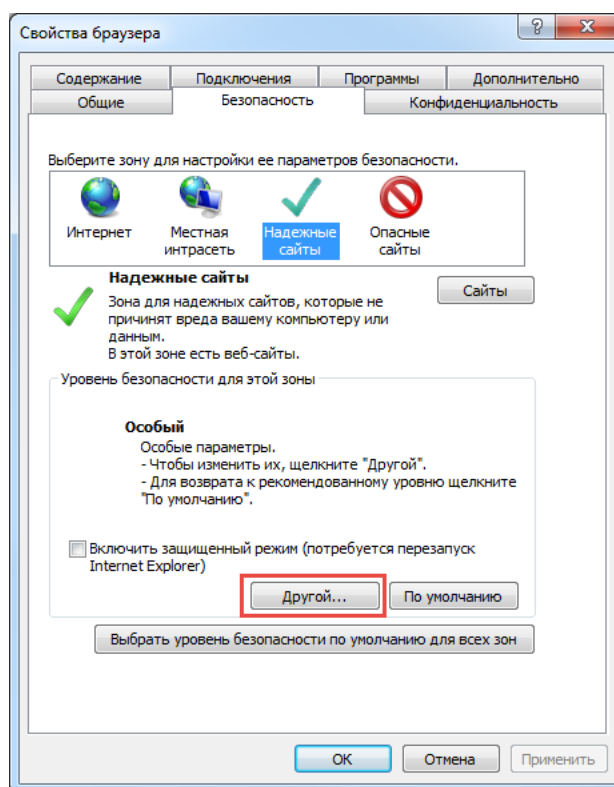 Свойства браузера
Содержание Подключения Программы Дополнительно
Общие Безопасность Конфиденциальность
Выберите зону для настройки ее параметров безопасности.
Интернет Местная интрасеть Надежные сайты Опасные сайты
Надежные сайты
Сайты
Зона для надежных сайтов, которые не
причинят вреда вашему компьютеру или
данным.
В этой зоне есть веб-сайты.
Уровень безопасности для этой зоны
Особый
Особые параметры.
- Чтобы изменить их, щелкните "Другой".
- Для возврата к рекомендованному уровню щелкните
"По умолчанию".
Включить защищенный режим (потребуется перезапуск
Internet Explorer)
Другой... По умолчанию
Выбрать уровень безопасности по умолчанию для всех зон
ОК Отмена Применить